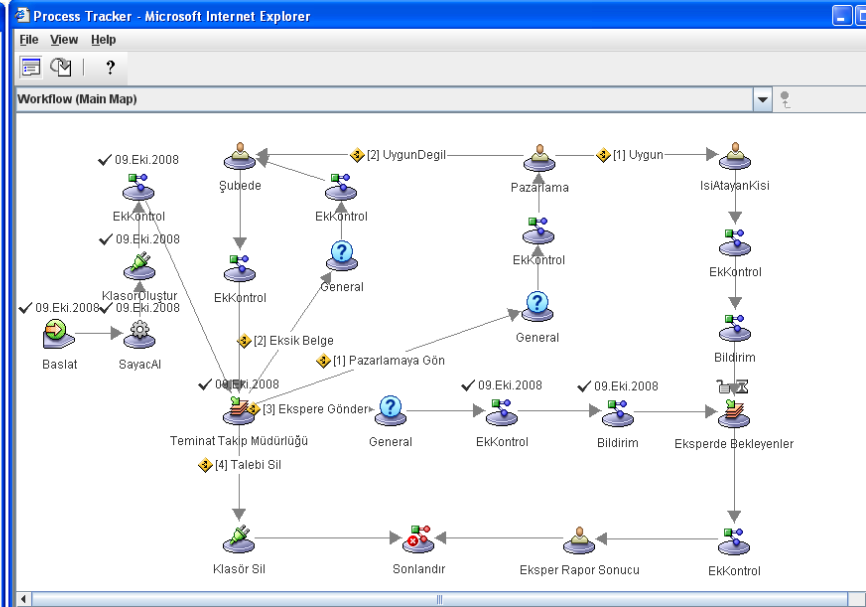 Process Tracker - Microsoft Internet Explorer
File View Help
?
Workflow (Main Map)
09.Eki.2008
[2] UygunDegil
[1] Uygun
Şubede
Pazarlama
IsiAtayanKisi
EkKontrol
EkKontrol
09.Eki.2008
EkKontrol
EkKontrol
KlasorOluştur
EkKontrol
General
09.Eki.2008
09.Eki.2008
General
Baslat
SayacAl
[2] Eksik Belge
Bildirim
[1] Pazarlamaya Gön
09.Eki.2008
09.Eki.2008
09.Eki.2008
[3] Ekspere Gönder
Teminat Takip Müdürlüğü
General
EkKontrol
Bildirim
Eksperde Bekleyenler
[4] Talebi Sil
Klasör Sil
Sonlandır
Eksper Rapor Sonucu
EkKontrol